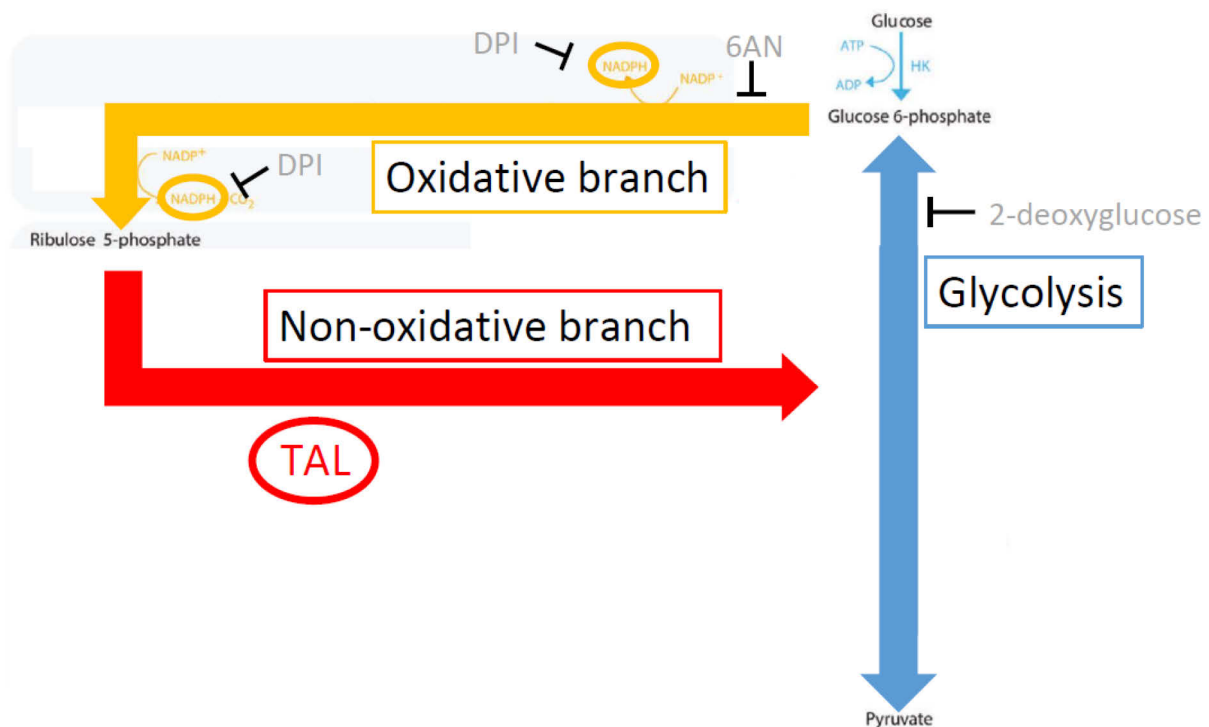 Glucose
DPI
6AN
ATP
NADPH
NADP+
HK
ADP
Glucose 6-phosphate
NADP+
DPI
Oxidative branch
NADPH
CO2
2-deoxyglucose
Ribulose 5-phosphate
Glycolysis
Non-oxidative branch
TAL
Pyruvate